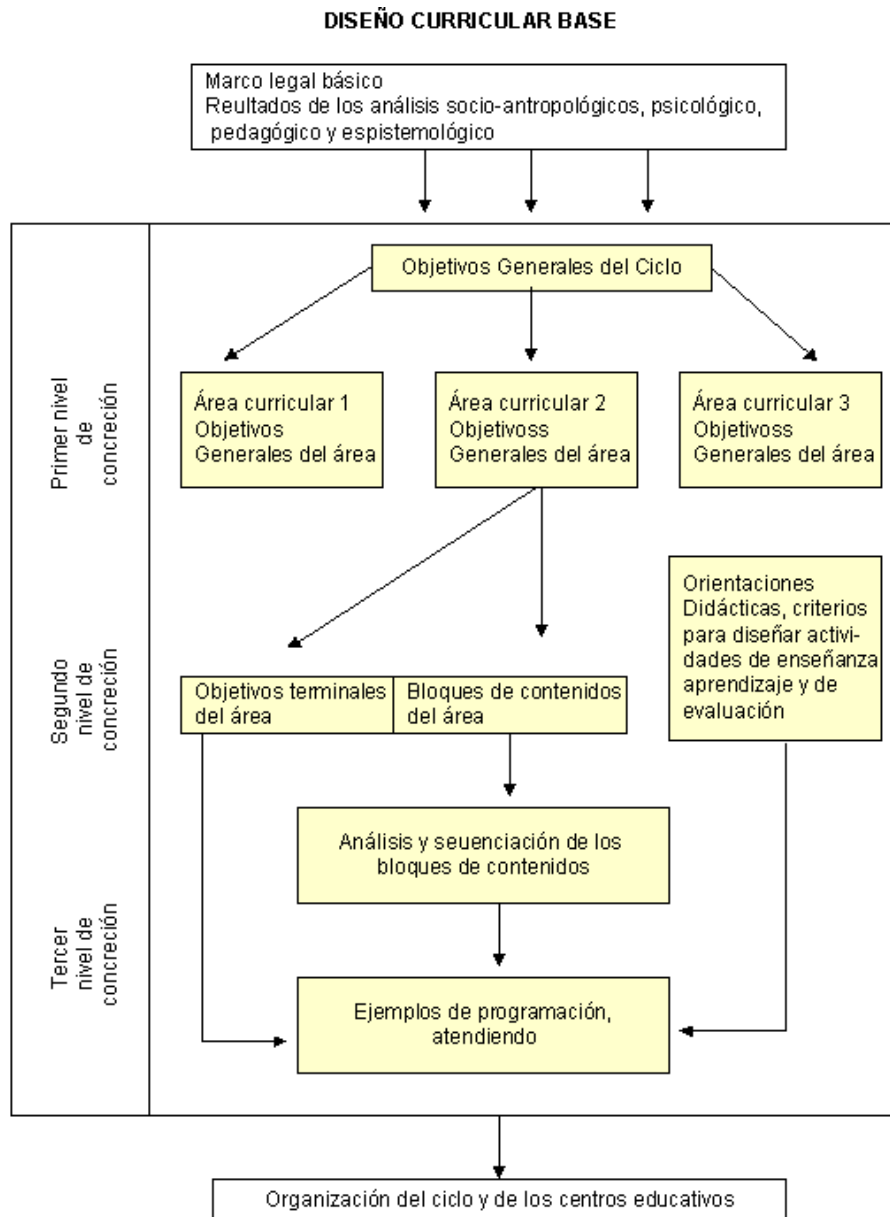 DISEÑO CURRICULAR BASE
Marco legal básico
Reultados de los análisis socio-antropológicos, psicológico,
pedagógico y espistemológico
Objetivos Generales del Ciclo
Primer nivel
de
concreción
Área curricular 1
Objetivos
Generales del área
Área curricular 2
Objetivoss
Generales del área
Área curricular 3
Objetivoss
Generales del área
Segundo
nivel de
concreción
Objetivos terminales
del área
Bloques de contenidos
del área
Orientaciones
Didácticas, criterios
para diseñar activi-
dades de enseñanza
aprendizaje y de
evaluación
Análisis y seuenciación de los
bloques de contenidos
Tercer
nivel de
concreción
Ejemplos de programación,
atendiendo
Organización del ciclo y de los centros educativos